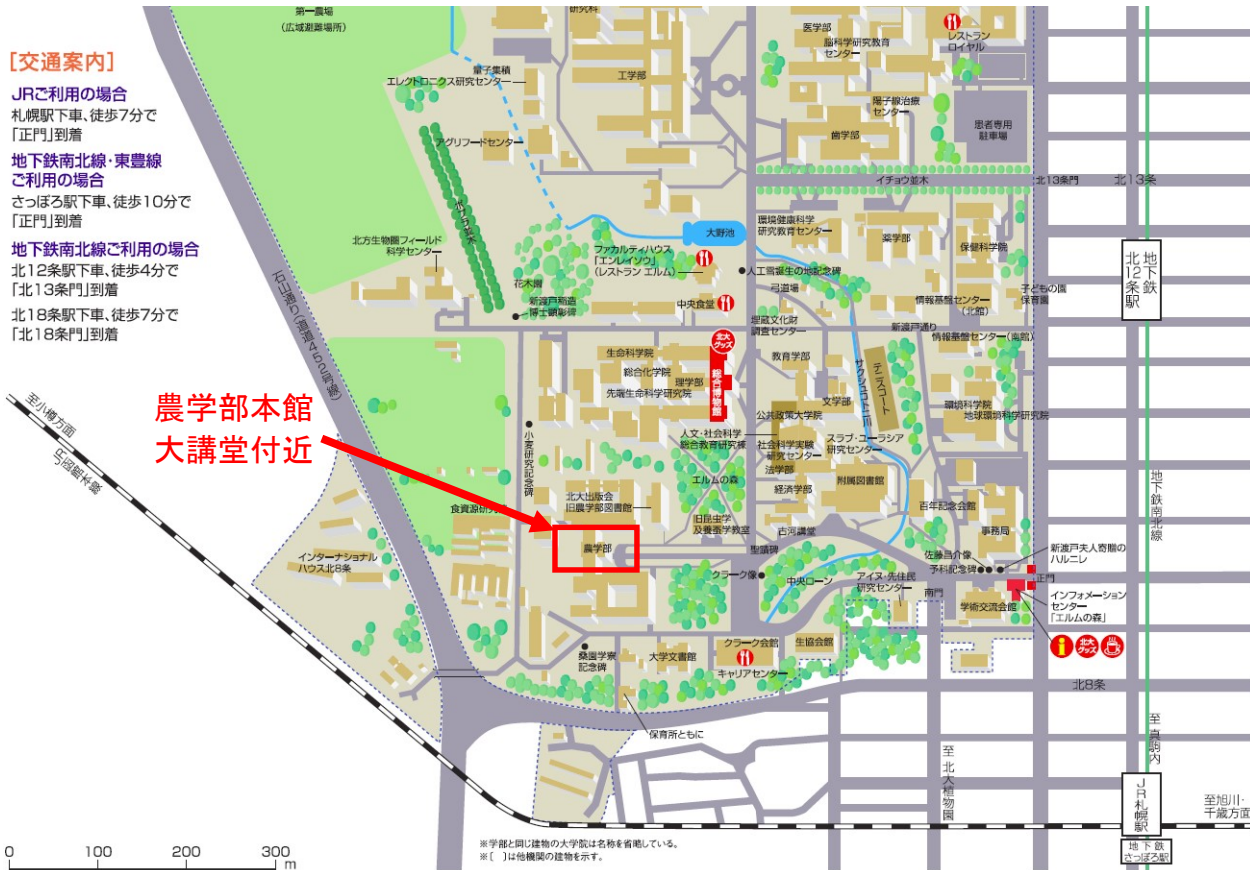 [交通案内]
JRご利用の場合
札幌駅下車、徒歩7分で
「正門」到着
地下鉄南北線・東豊線
ご利用の場合
さっぽろ駅下車、徒歩10分で
「正門」到着
地下鉄南北線ご利用の場合
北12条駅下車、徒歩4分で
「北13条門」到着
北18条駅下車、徒歩7分で
「北18条門」到着
第一農場
(広域避難場所)
研究科
量子集積
エレクトロニクス研究センター
工学部
医学部
脳科学研究教育
センター
レストラン
ロイヤル
陽子線治療
センター
歯学部
患者専用
駐車場
アグリフードセンター
ポプラ並木
イチョウ並木
北13条門
北13条
北方生物圏フィールド
科学センター
花木園
新渡戸稲造
博士顕彰碑
ファカルティハウス
「エンレイソウ」
(レストラン エルム)
大野池
環境健康科学
研究教育センター
薬学部
保健科学院
人工雪誕生の地記念碑
弓道場
中央食堂
埋蔵文化財
調査センター
情報基盤センター
(北館)
子どもの園
保育園
地下鉄
北12条駅
新渡戸通り
情報基盤センター(南館)
石山通り(道道452号線)
生命科学院
総合化学院
理学部
先端生命科学研究院
北大
グッズ
総合博物館
教育学部
文学部
サクシュコトニ川
テニスコート
環境科学院
地球環境科学研究院
公共政策大学院
人文・社会科学
総合教育研究棟
社会科学実験
研究センター
スラブ・ユーラシア
研究センター
法学部
経済学部
附属図書館
百年記念会館
事務局
農学部本館
大講堂付近
小麦研究記念碑
エルムの森
北大出版会
旧農学部図書館
旧昆虫学
及養蚕学教室
古河講堂
聖蹟碑
農学部
至小樽方面
JR函館本線
インターナショナル
ハウス北8条
クラーク像
中央ローン
アイヌ・先住民
研究センター
南門
佐藤昌介像
予科記念碑
新渡戸夫人寄贈の
ハルニレ
正門
学術交流会館
インフォメーション
センター
「エルムの森」
北大
グッズ
地下鉄南北線
桑園学寮
記念碑
大学文書館
クラーク会館
キャリアセンター
生協会館
北8条
保育所ともに
至 北大植物園
至 真駒内
JR札幌駅
地下鉄
さっぽろ駅
至旭川・
千歳方面
※学部と同じ建物の大学院は名称を省略している。
※[ ]は他機関の建物を示す。
0 100 200 300
m